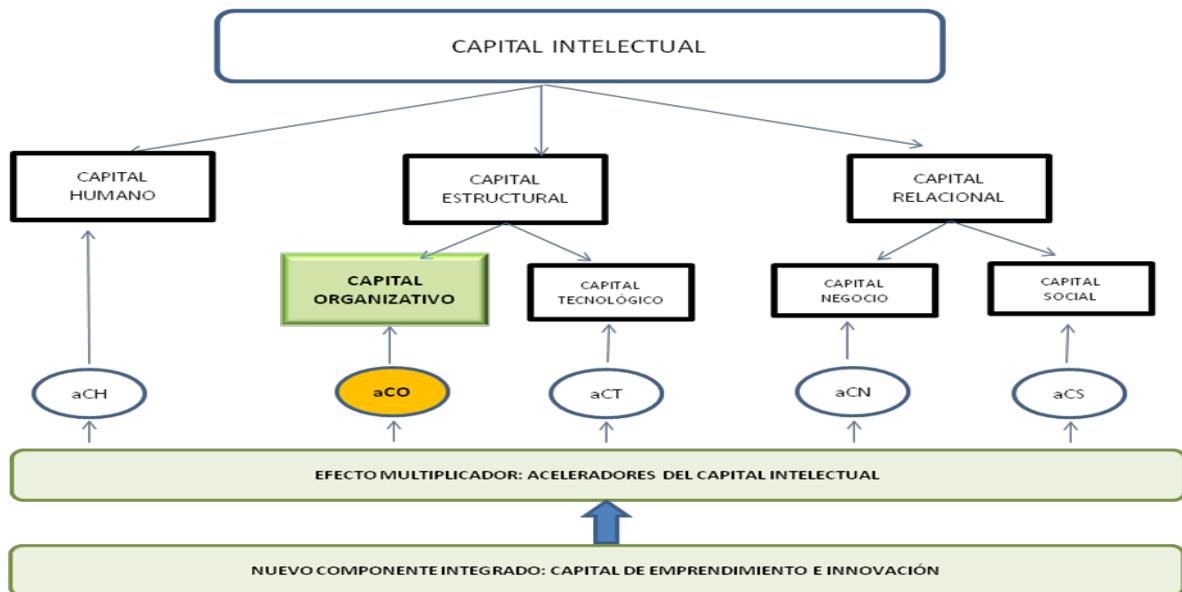 CAPITAL INTELECTUAL
CAPITAL
HUMANO
CAPITAL
ESTRUCTURAL
CAPITAL
RELACIONAL
CAPITAL
ORGANIZATIVO
CAPITAL
TECNOLÓGICO
CAPITAL
NEGOCIO
CAPITAL
SOCIAL
aCH
aCO
aCT
aCN
aCS
EFECTO MULTIPLICADOR: ACELERADORES DEL CAPITAL INTELECTUAL
NUEVO COMPONENTE INTEGRADO: CAPITAL DE EMPRENDIMIENTO E INNOVACIÓN